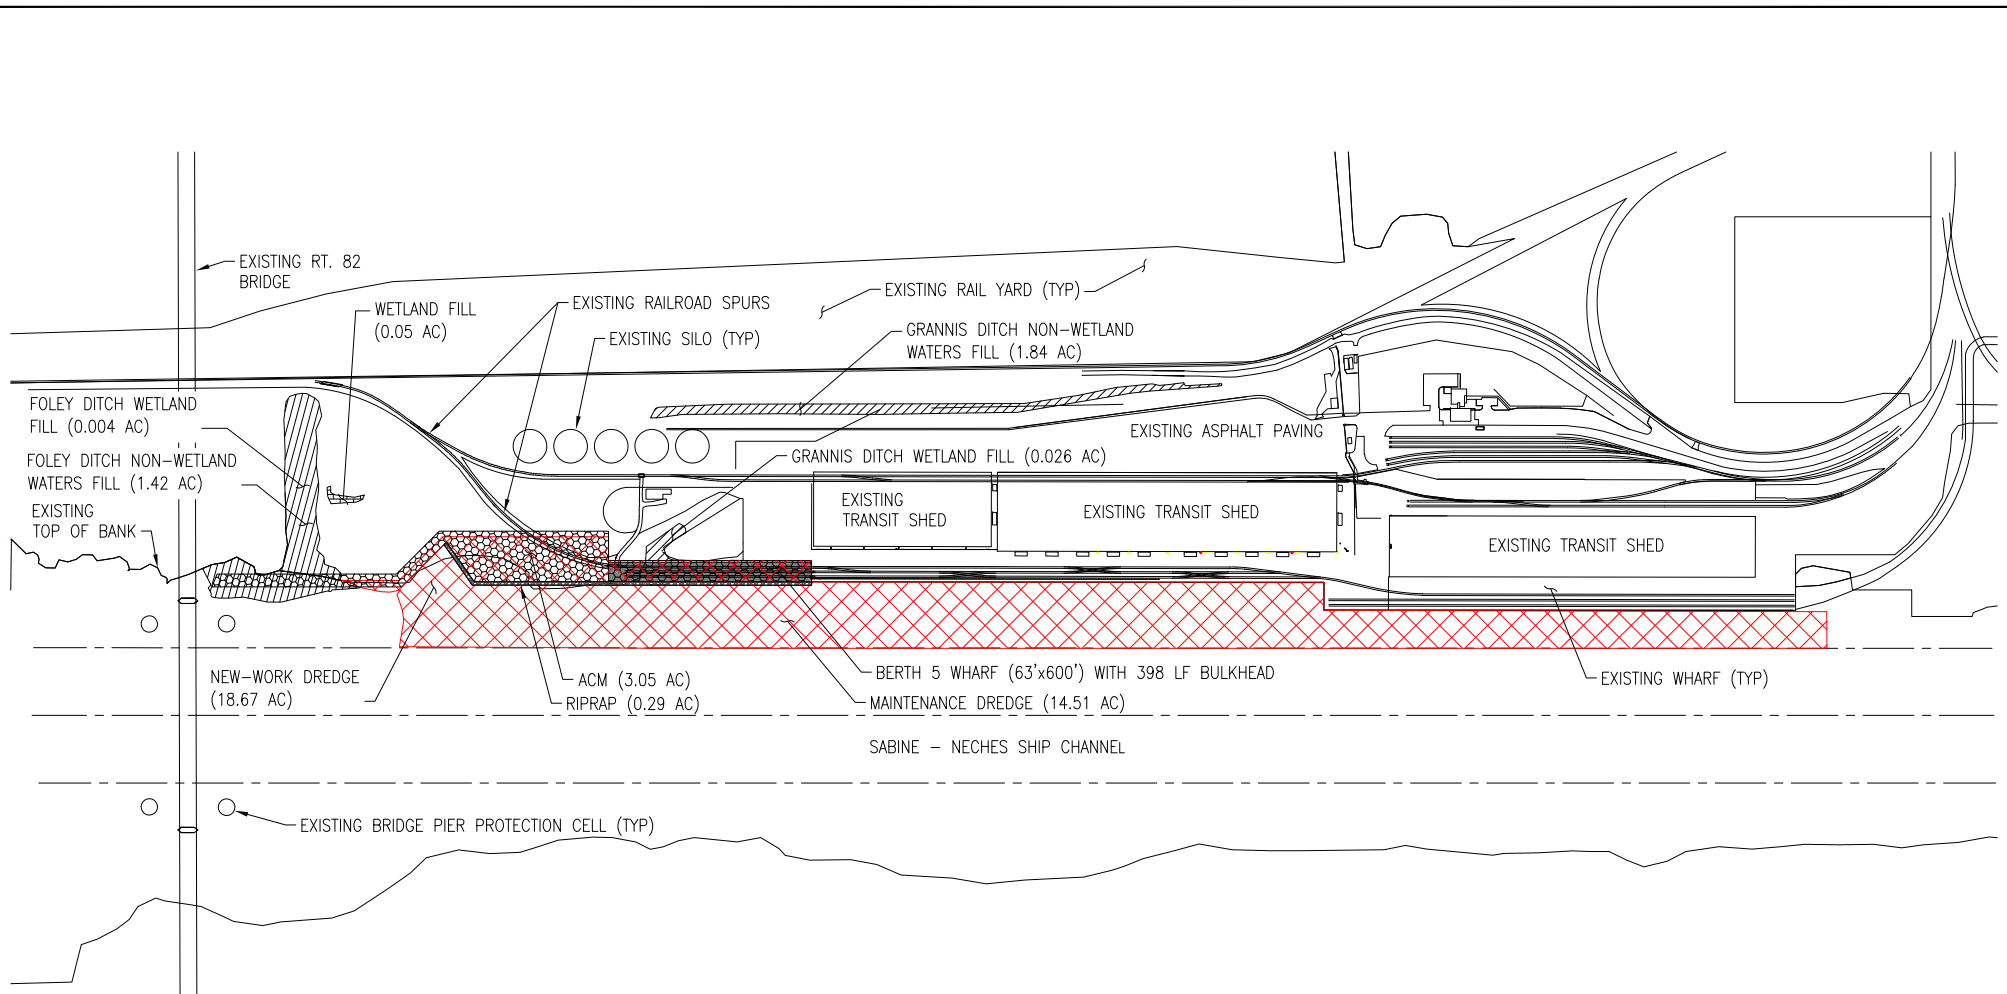 EXISTING RT. 82
BRIDGE
WETLAND FILL
(0.05 AC)
EXISTING RAILROAD SPURS
EXISTING SILO (TYP)
EXISTING RAIL YARD (TYP)
GRANNIS DITCH NON-WETLAND
WATERS FILL (1.84 AC)
FOLEY DITCH WETLAND
FILL (0.004 AC)
FOLEY DITCH NON-WETLAND
WATERS FILL (1.42 AC)
EXISTING
TOP OF BANK
EXISTING ASPHALT PAVING
GRANNIS DITCH WETLAND FILL (0.026 AC)
EXISTING
TRANSIT SHED
EXISTING TRANSIT SHED
EXISTING TRANSIT SHED
NEW-WORK DREDGE
(18.67 AC)
ACM (3.05 AC)
RIPRAP (0.29 AC)
BERTH 5 WHARF (63'x600') WITH 398 LF BULKHEAD
MAINTENANCE DREDGE (14.51 AC)
EXISTING WHARF (TYP)
SABINE - NECHES SHIP CHANNEL
EXISTING BRIDGE PIER PROTECTION CELL (TYP)